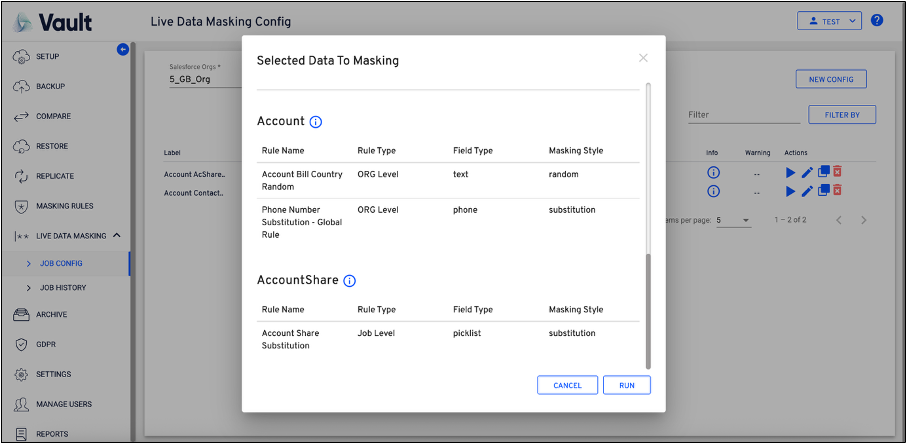 Vault
Live Data Masking Config
TEST
?
SETUP
BACKUP
COMPARE
RESTORE
REPLICATE
MASKING RULES
LIVE DATA MASKING
JOB CONFIG
JOB HISTORY
ARCHIVE
GDPR
SETTINGS
MANAGE USERS
REPORTS
Salesforce Orgs *
5_GB_Org
NEW CONFIG
Filter
FILTER BY
Label
Info
Warning
Actions
Account AcShare..
--
Account Contact..
--
ems per page:
5
1 – 2 of 2
Selected Data To Masking
Account
Rule Name Rule Type Field Type Masking Style
Account Bill Country ORG Level text random
Random
Phone Number ORG Level phone substitution
Substitution - Global
Rule
AccountShare
Rule Name Rule Type Field Type Masking Style
Account Share Job Level picklist substitution
Substitution
CANCEL
RUN